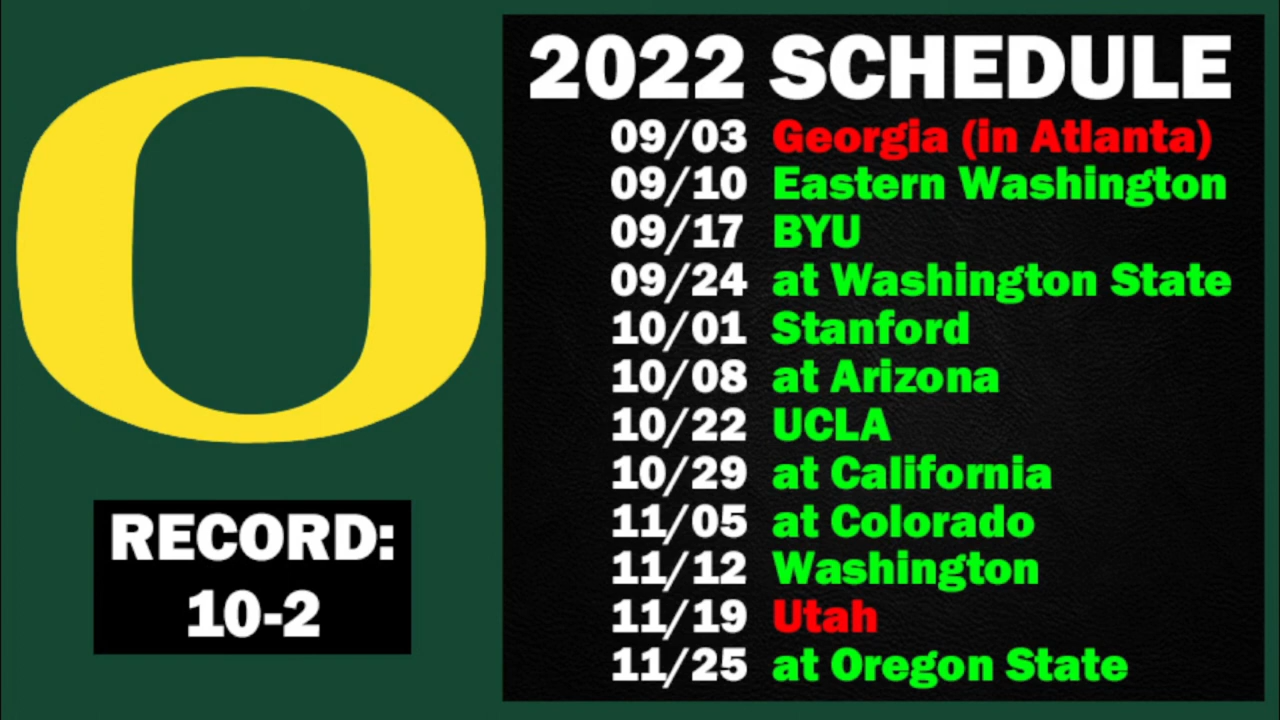 O
RECORD:
10-2
2022 SCHEDULE
09/03 Georgia (in Atlanta)
09/10 Eastern Washington
09/17 BYU
09/24 at Washington State
10/01 Stanford
10/08 at Arizona
10/22 UCLA
10/29 at California
11/05 at Colorado
11/12 Washington
11/19 Utah
11/25 at Oregon State